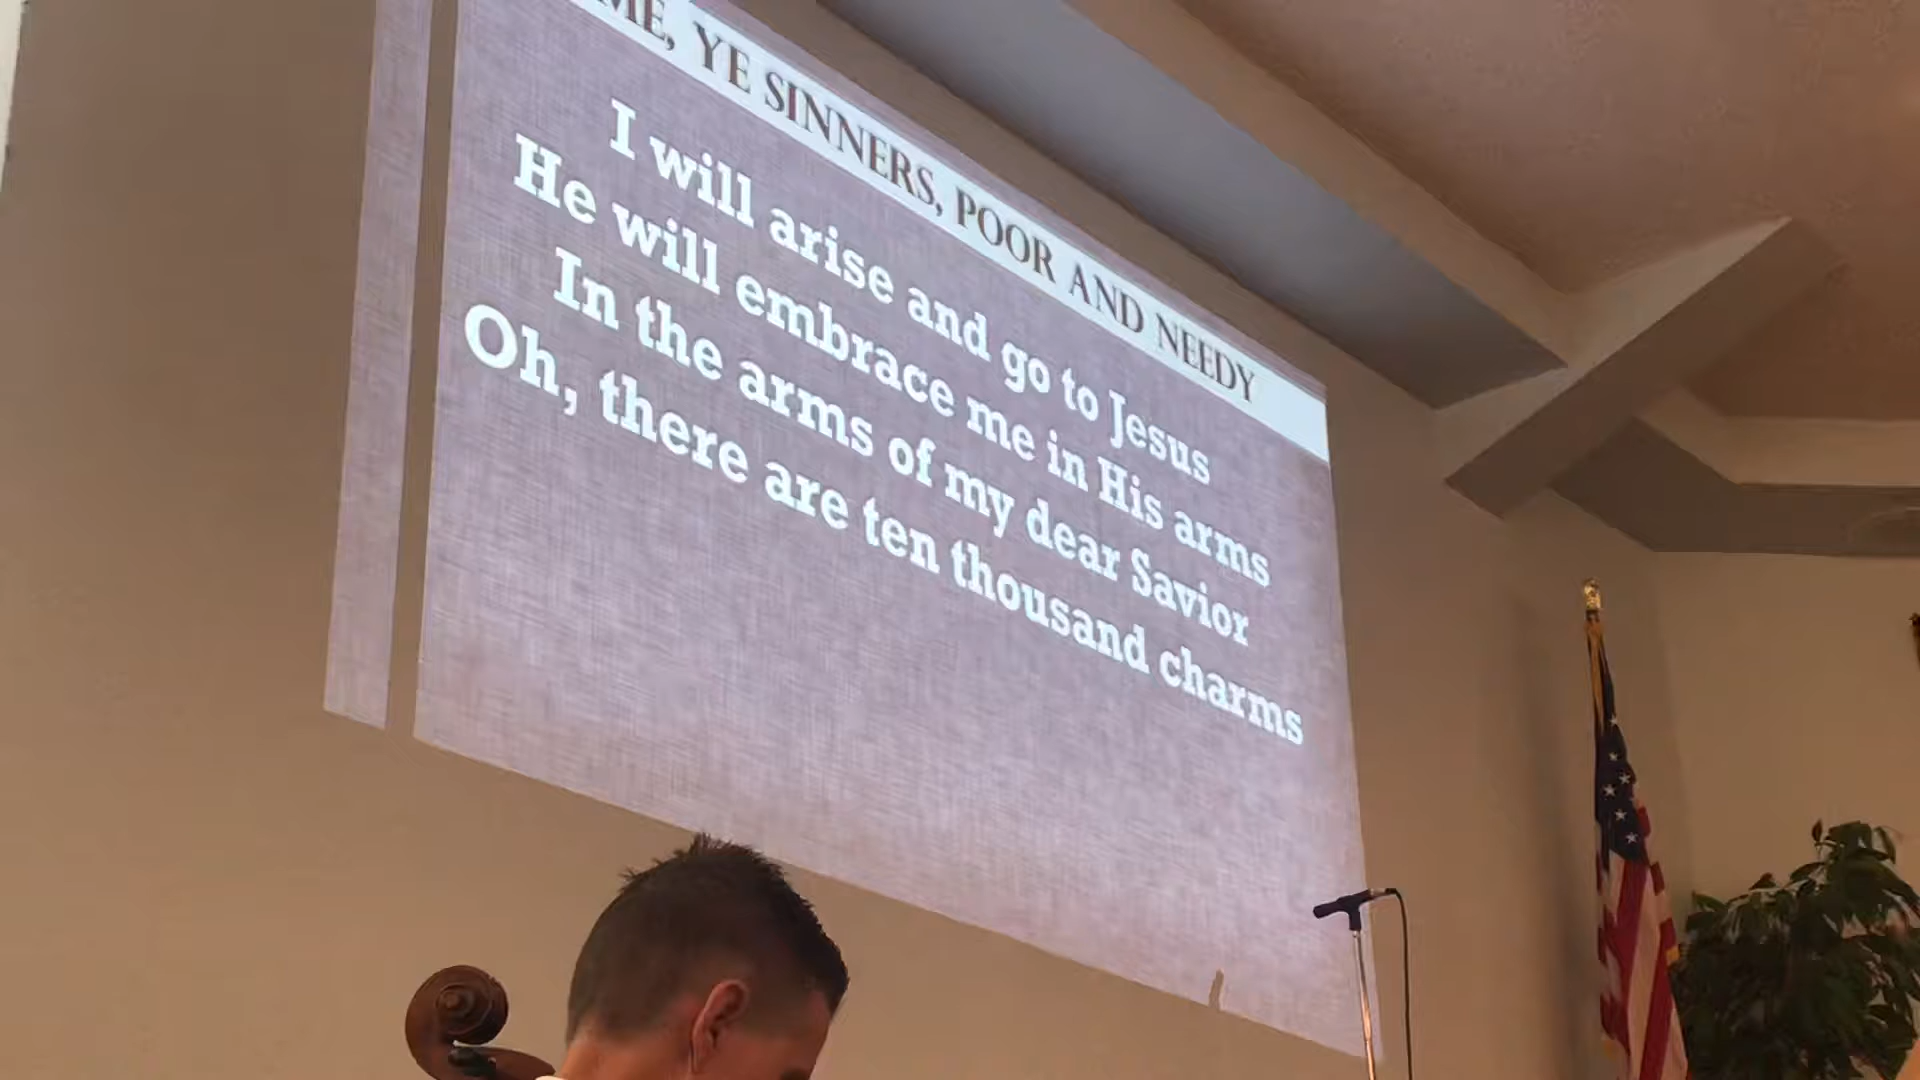 ME, YE SINNERS, POOR AND NEEDY
I will arise and go to Jesus
He will embrace me in His arms
In the arms of my dear Savior
Oh, there are ten thousand charms